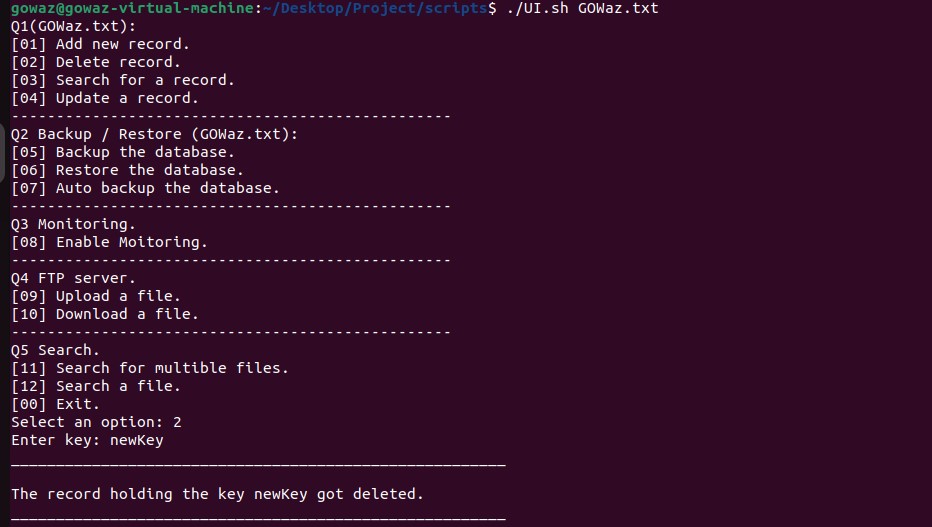 gowaz@gowaz-virtual-machine:~/Desktop/Project/scripts$ ./UI.sh GOWaz.txt
Q1(GOWaz.txt):
[01] Add new record.
[02] Delete record.
[03] Search for a record.
[04] Update a record.
-------------------------------------------------
Q2 Backup / Restore (GOWaz.txt):
[05] Backup the database.
[06] Restore the database.
[07] Auto backup the database.
-------------------------------------------------
Q3 Monitoring.
[08] Enable Moitoring.
-------------------------------------------------
Q4 FTP server.
[09] Upload a file.
[10] Download a file.
-------------------------------------------------
Q5 Search.
[11] Search for multible files.
[12] Search a file.
[00] Exit.
Select an option: 2
Enter key: newKey
_______________________________________________________
The record holding the key newKey got deleted.
_______________________________________________________